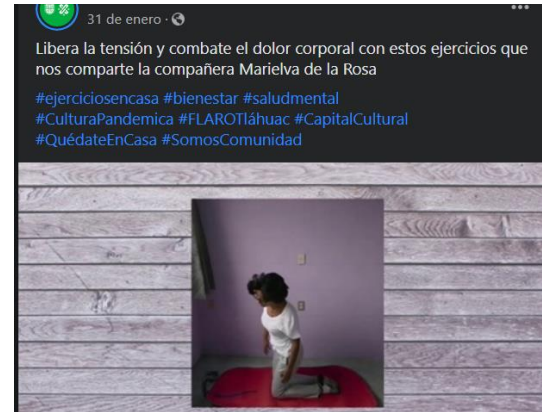 31 de enero ·
Libera la tensión y combate el dolor corporal con estos ejercicios que
nos comparte la compañera Marielva de la Rosa
#ejerciciosencasa #bienestar #saludmental
#CulturaPandemica #FLAROTláhuac #CapitalCultural
#QuédateEnCasa #SomosComunidad